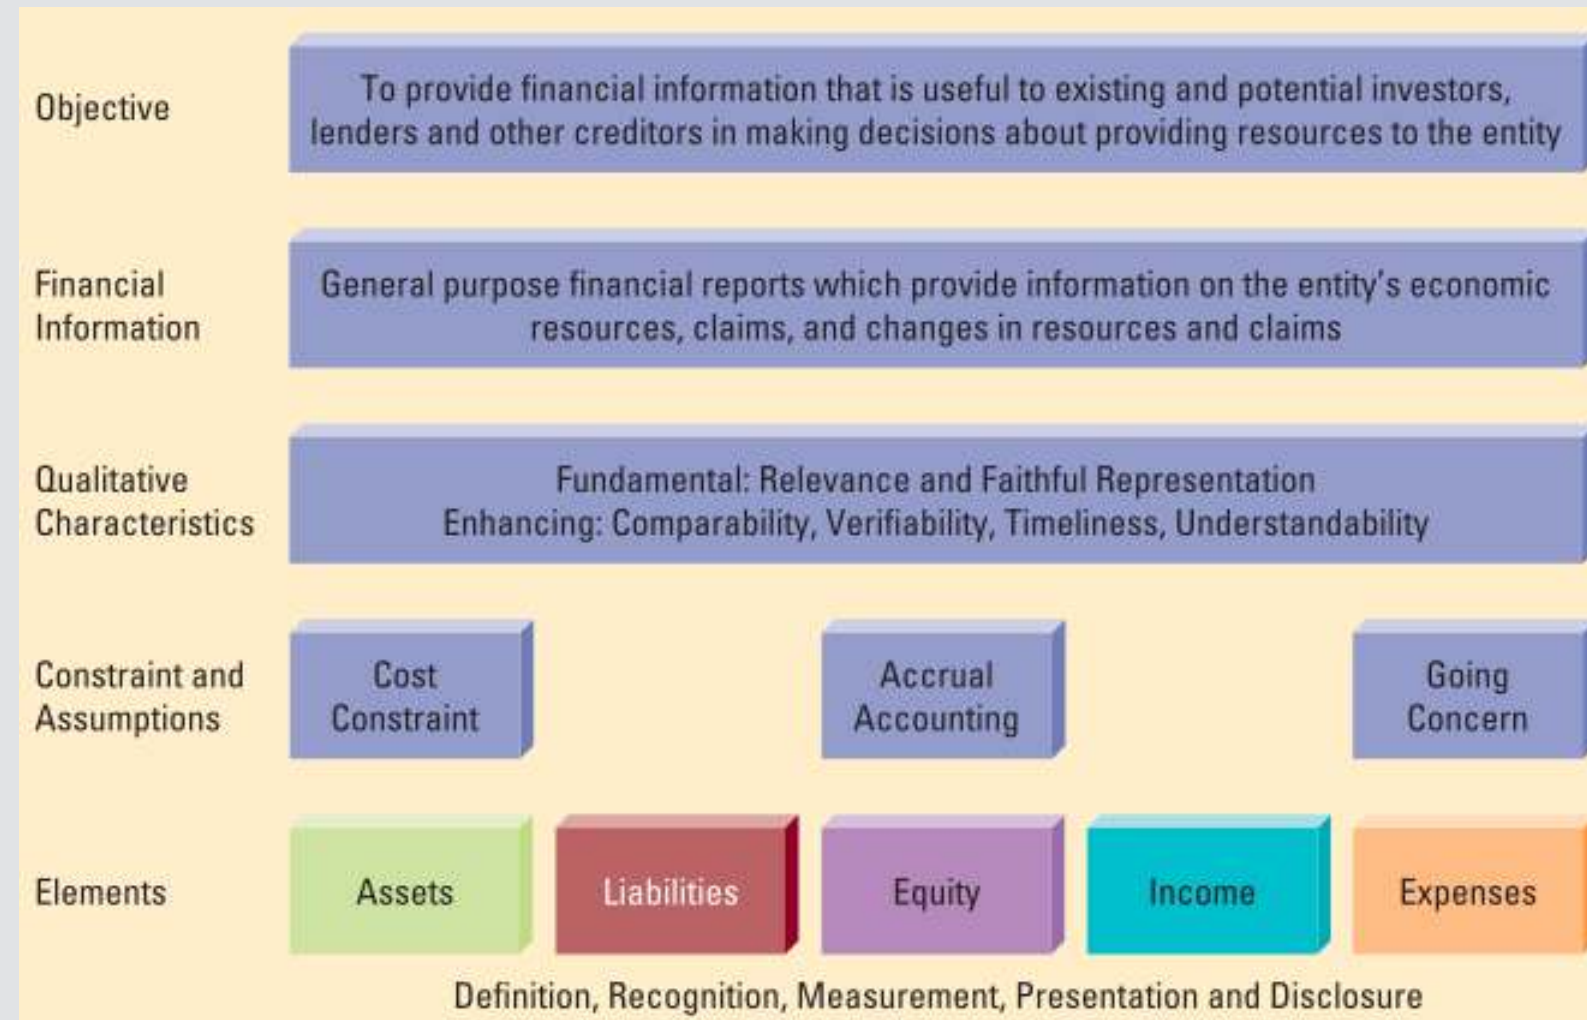 Objective
To provide financial information that is useful to existing and potential investors,
lenders and other creditors in making decisions about providing resources to the entity
Financial
Information
General purpose financial reports which provide information on the entity's economic
resources, claims, and changes in resources and claims
Qualitative
Characteristics
Fundamental: Relevance and Faithful Representation
Enhancing: Comparability, Verifiability, Timeliness, Understandability
Constraint and
Assumptions
Cost
Constraint
Accrual
Accounting
Going
Concern
Elements
Assets
Liabilities
Equity
Income
Expenses
Definition, Recognition, Measurement, Presentation and Disclosure